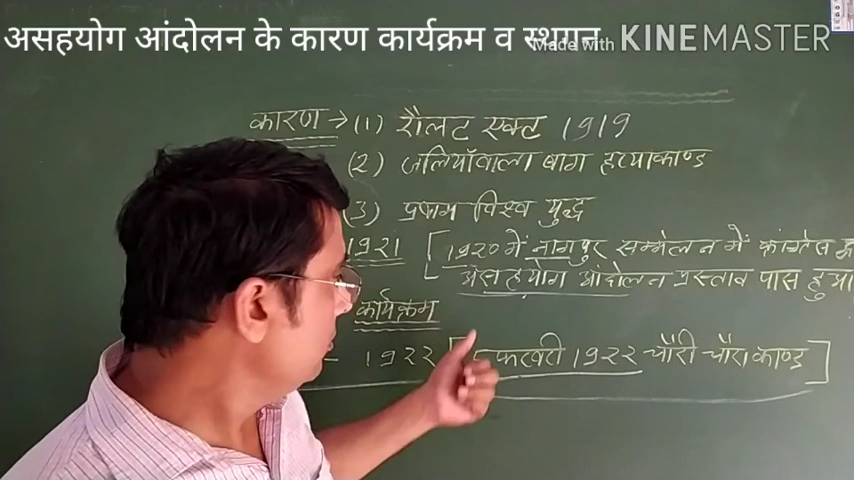 असहयोग आंदोलन के कारण कार्यक्रम व स्थगन
Made with KINEMASTER
कारण → (1) रौलट एक्ट 1919
(2) जलियाँवाला बाग हत्याकाण्ड
(3) प्रथम विश्व युद्ध
1921 [1920 में नागपुर सम्मेलन में कांग्रेस
असहयोग आंदोलन प्रस्ताव पास हुआ
कार्यक्रम
- 1922 [ फरवरी 1922 चौरी चौरा काण्ड]